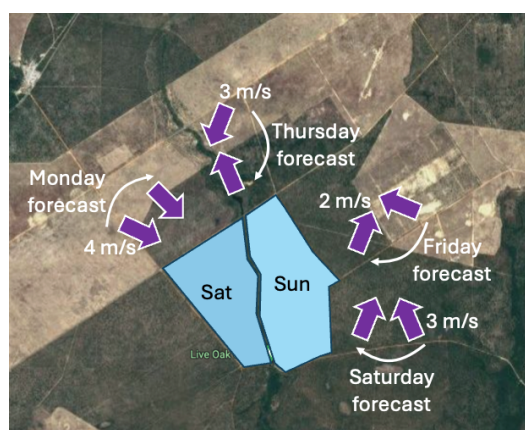 3 m/s
Thursday
forecast
Monday
forecast
4 m/s
2 m/s
Friday
forecast
Sat
Sun
Live Oak
3 m/s
Saturday
forecast